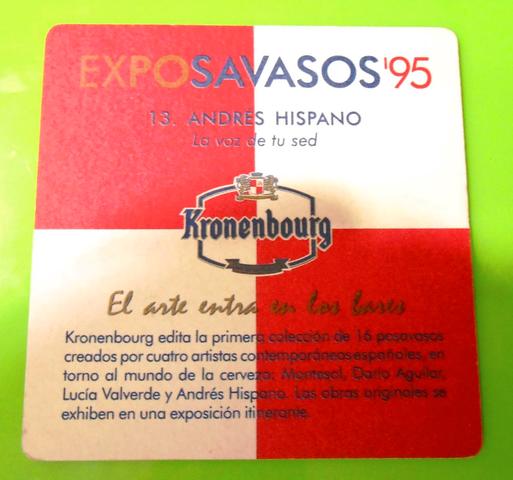 EXPOSAVASOS'95
13. ANDRÉS HISPANO
La voz de tu sed
Kronenbourg
El arte entra en los bares
Kronenbourg edita la primera colección de 16 posavasos
creados por cuatro artistas contemporáneos españoles, en
torno al mundo de la cerveza: Montesol, Darío Aguilar,
Lucía Valverde y Andrés Hispano. Las obras originales se
exhiben en una exposición itinerante.